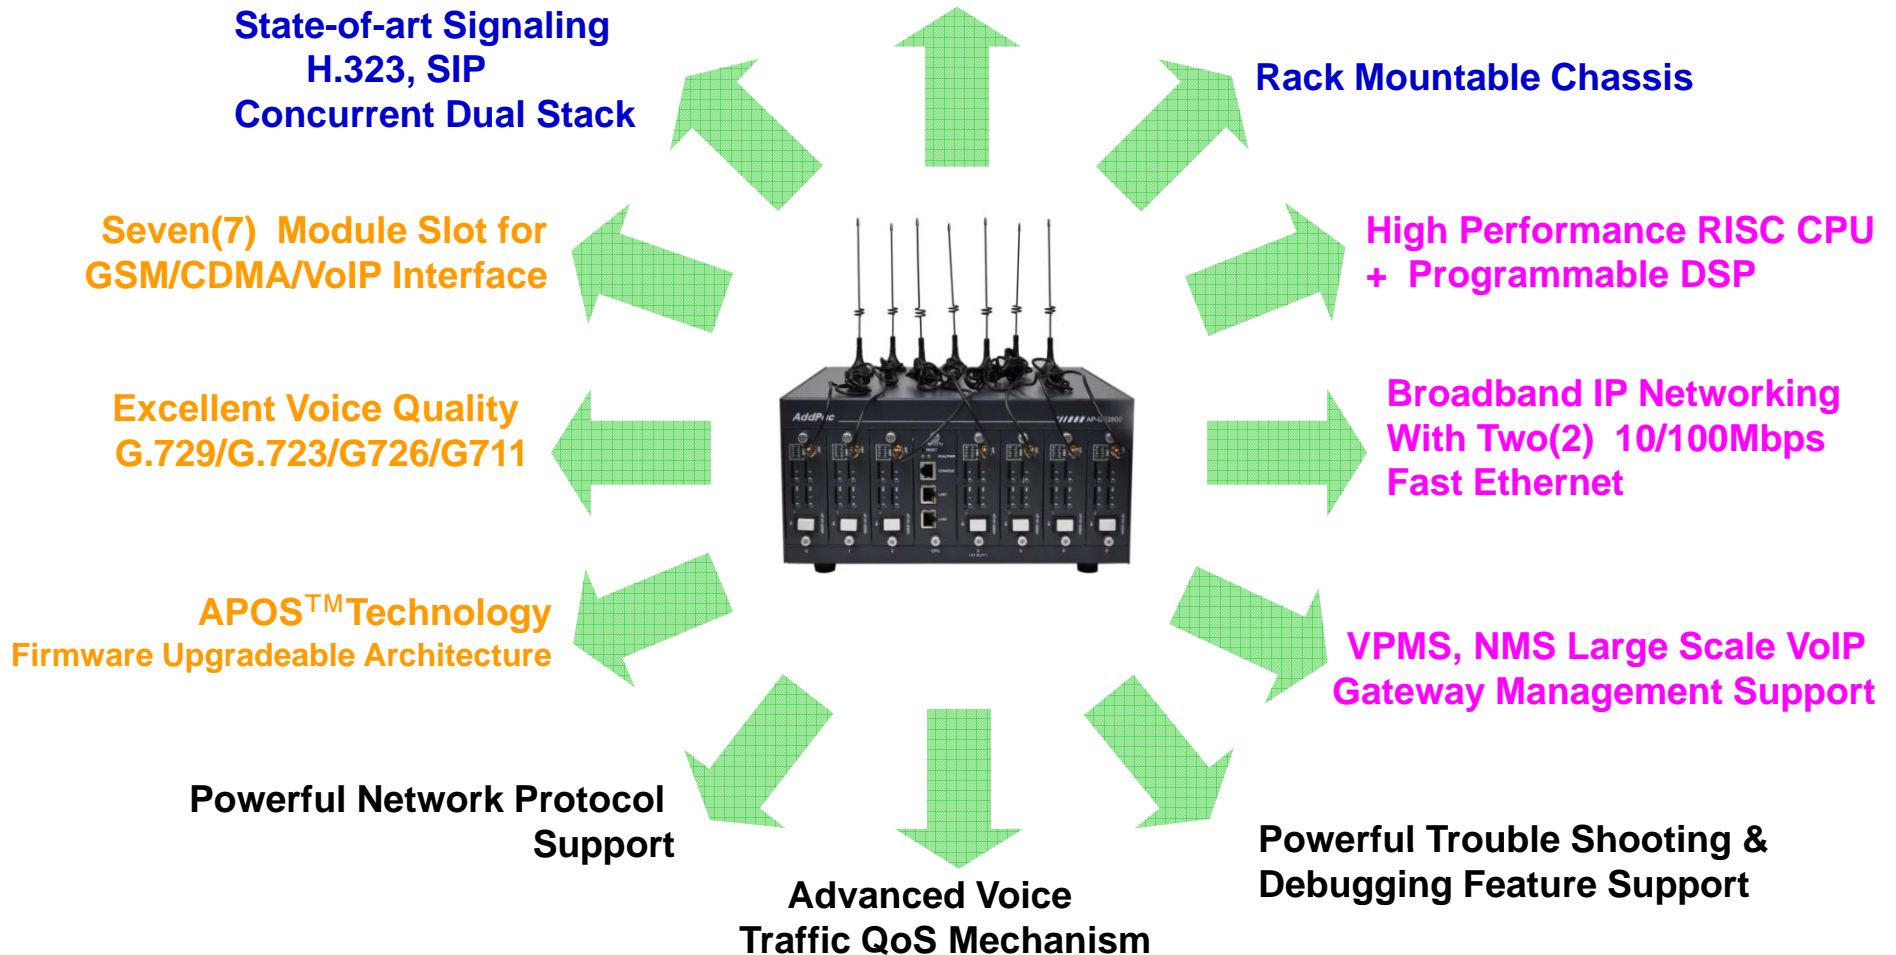 State-of-art Signaling
H.323, SIP
Concurrent Dual Stack
Rack Mountable Chassis
Seven(7) Module Slot for
GSM/CDMA/VoIP Interface
High Performance RISC CPU
+ Programmable DSP
Excellent Voice Quality
G.729/G.723/G726/G711
Broadband IP Networking
With Two(2) 10/100Mbps
Fast Ethernet
APOS™Technology
Firmware Upgradeable Architecture
VPMS, NMS Large Scale VoIP
Gateway Management Support
Powerful Network Protocol
Support
Powerful Trouble Shooting &
Debugging Feature Support
Advanced Voice
Traffic QoS Mechanism
RESET
CONSOLE
CPU